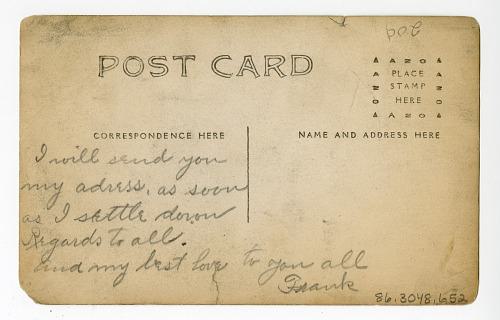 poc
POST CARD
AZO
PLACE
STAMP
HERE
AZO
CORRESPONDENCE HERE
NAME AND ADDRESS HERE
I will send you
my adress, as soon
as I settle down
Regards to all.
and my best love to you all
Frank
86.3048.652